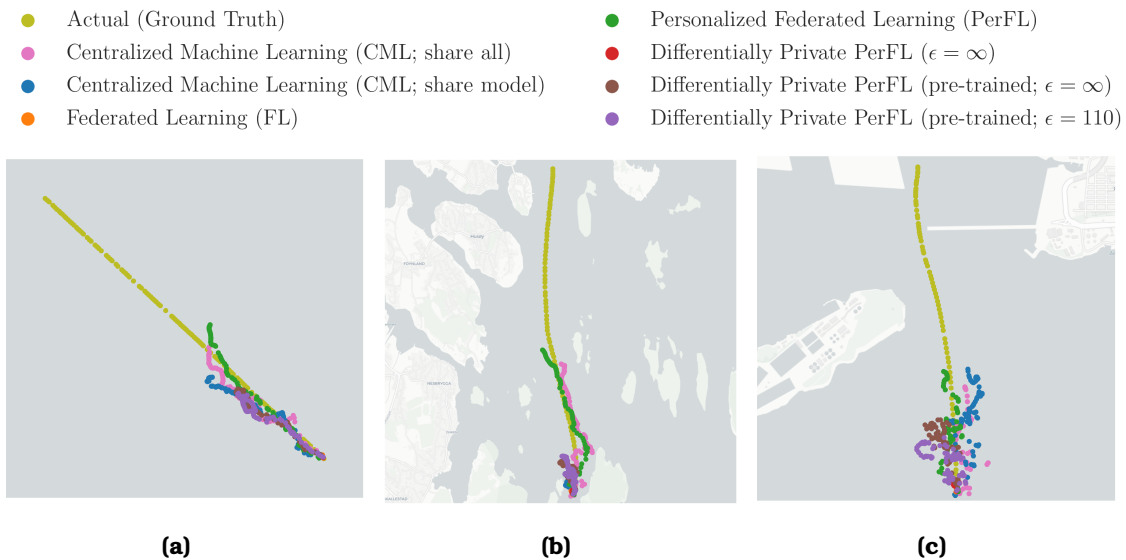 Actual (Ground Truth)
Centralized Machine Learning (CML; share all)
Centralized Machine Learning (CML; share model)
Federated Learning (FL)
Personalized Federated Learning (PerFL)
Differentially Private PerFL (ϵ = ∞)
Differentially Private PerFL (pre-trained; ϵ = ∞)
Differentially Private PerFL (pre-trained; ϵ = 110)
(a)
(b)
(c)